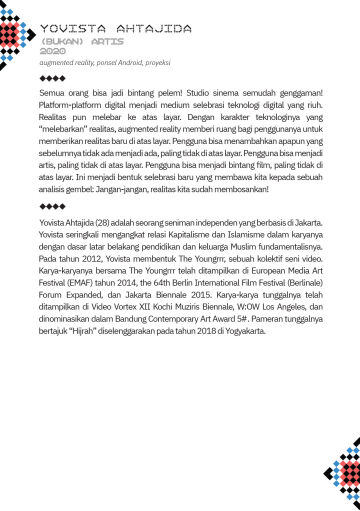 YOVISTA AHTAJIDA
(BUKAN) ARTIS
2020
augmented reality, ponsel Android, proyeksi
Semua orang bisa jadi bintang pelem! Studio sinema semudah genggaman!
Platform-platform digital menjadi medium selebrasi teknologi digital yang riuh.
Realitas pun melebar ke atas layar. Dengan karakter teknologinya yang
“melebarkan” realitas, augmented reality memberi ruang bagi penggunanya untuk
memberikan realitas baru di atas layar. Pengguna bisa menambahkan apapun yang
sebelumnya tidak ada menjadi ada, paling tidak di atas layar. Pengguna bisa menjadi
artis, paling tidak di atas layar. Pengguna bisa menjadi bintang film, paling tidak di
atas layar. Ini menjadi bentuk selebrasi baru yang membawa kita kepada sebuah
analisis gembel: Jangan-jangan, realitas kita sudah membosankan!
Yovista Ahtajida (28) adalah seorang seniman independen yang berbasis di Jakarta.
Yovista seringkali mengangkat relasi Kapitalisme dan Islamisme dalam karyanya
dengan dasar latar belakang pendidikan dan keluarga Muslim fundamentalisnya.
Pada tahun 2012, Yovista membentuk The Youngrrr, sebuah kolektif seni video.
Karya-karyanya bersama The Youngrrr telah ditampilkan di European Media Art
Festival (EMAF) tahun 2014, the 64th Berlin International Film Festival (Berlinale)
Forum Expanded, dan Jakarta Biennale 2015. Karya-karya tunggalnya telah
ditampilkan di Video Vortex XII Kochi Muziris Biennale, W:OW Los Angeles, dan
dinominasikan dalam Bandung Contemporary Art Award 5# . Pameran tunggalnya
bertajuk “Hijrah” diselenggarakan pada tahun 2018 di Yogyakarta.